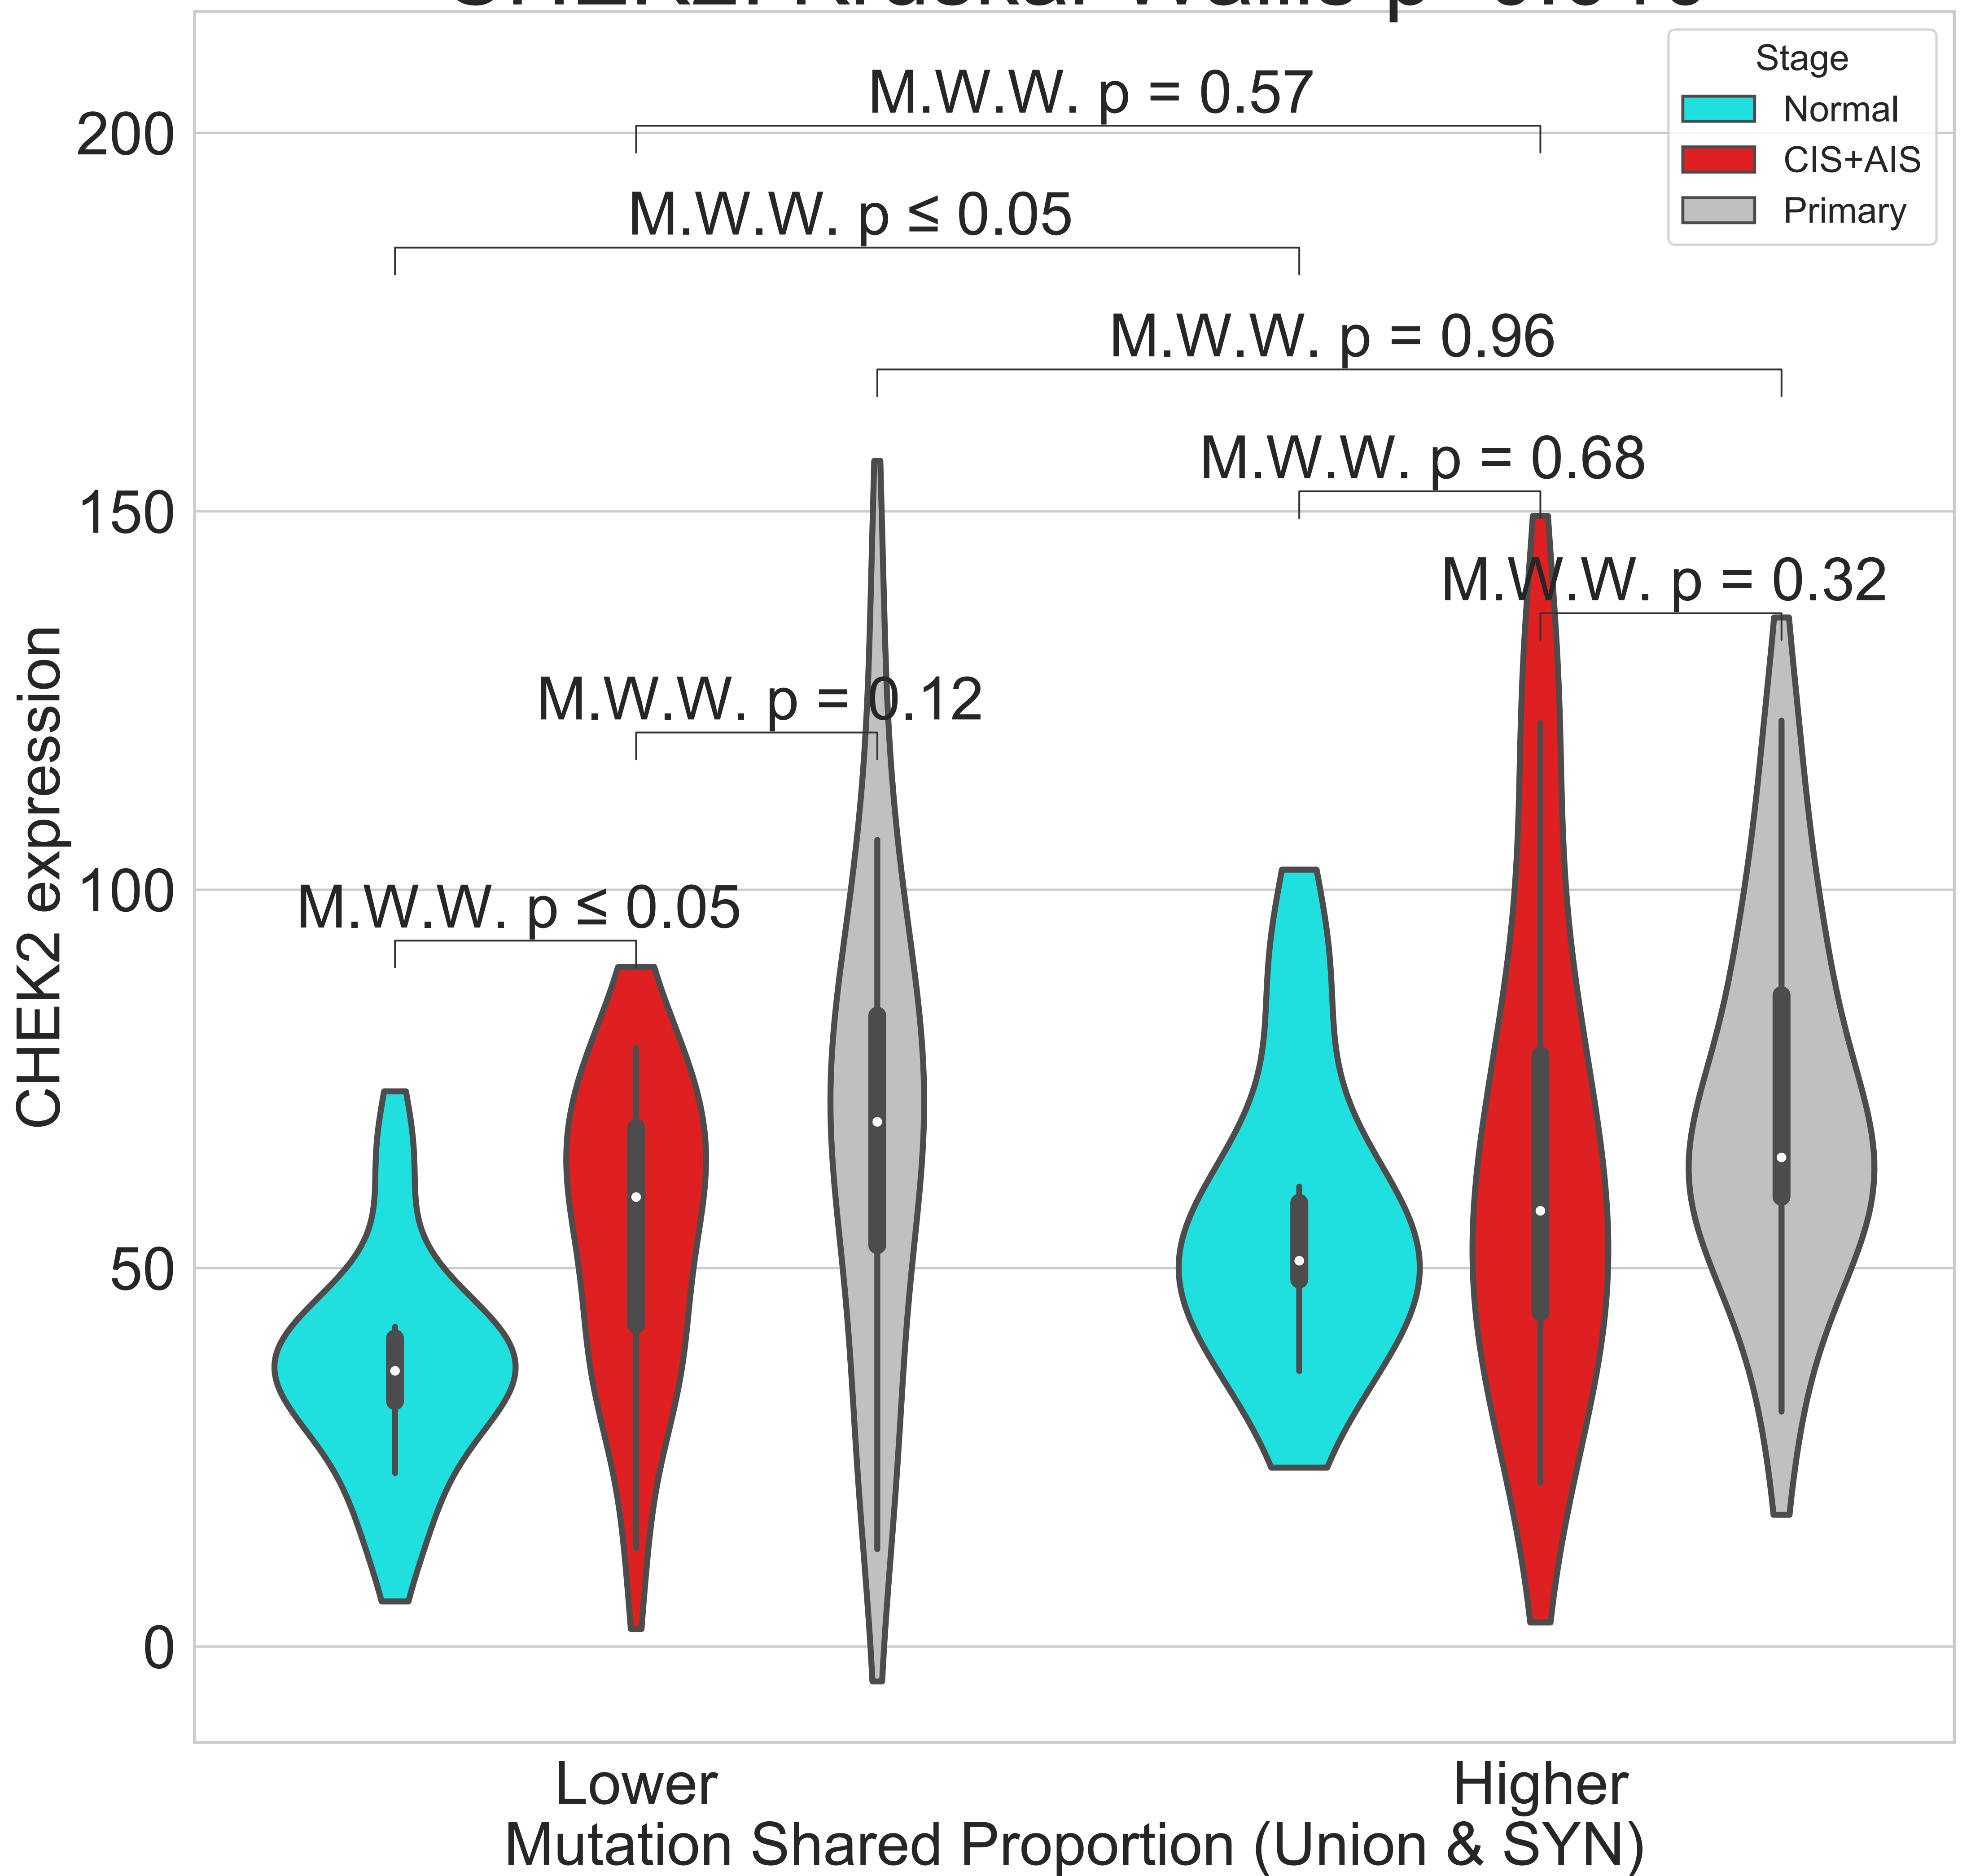 Stage
Normal
CIS+AIS
Primary
M.W.W. p = 0.57
M.W.W. p ≤ 0.05
M.W.W. p = 0.96
M.W.W. p = 0.68
M.W.W. p = 0.32
M.W.W. p = 0.12
M.W.W. p ≤ 0.05
200
150
100
50
0
CHEK2 expression
Lower
Higher
Mutation Shared Proportion (Union & SYN)